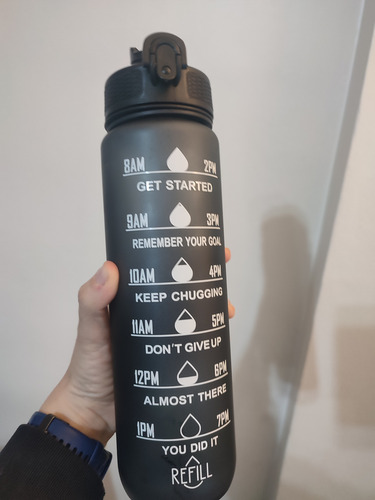 8AM 2PM
GET STARTED
9AM 3PM
REMEMBER YOUR GOAL
10AM 4PM
KEEP CHUGGING
11AM 5PM
DON'T GIVE UP
12PM 6PM
ALMOST THERE
1PM 7PM
YOU DID IT
REFILL